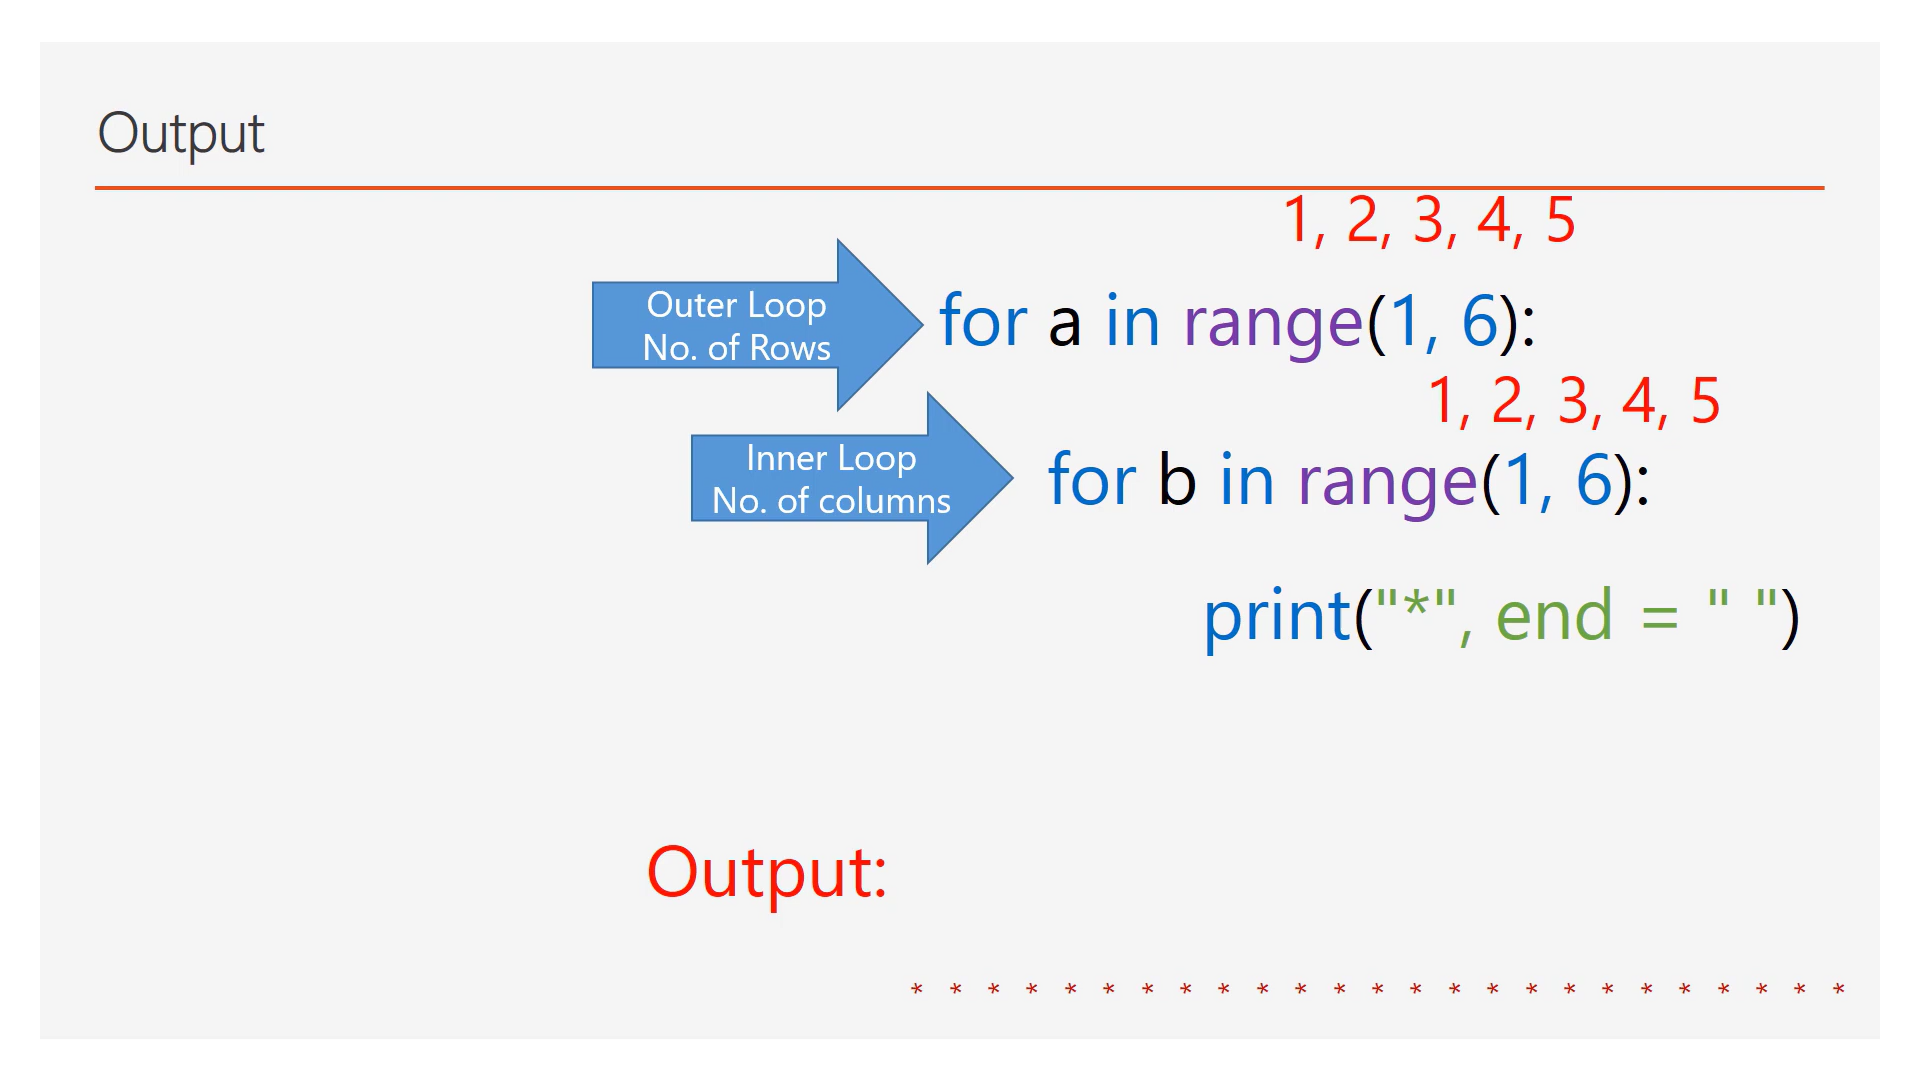 Output
1, 2, 3, 4, 5
Outer Loop
No. of Rows
for a in range(1, 6):
1, 2, 3, 4, 5
Inner Loop
No. of columns
for b in range(1, 6):
print("*", end = " ")
Output:
* * * * * * * * * * * * * * * * * * * * * * * * *